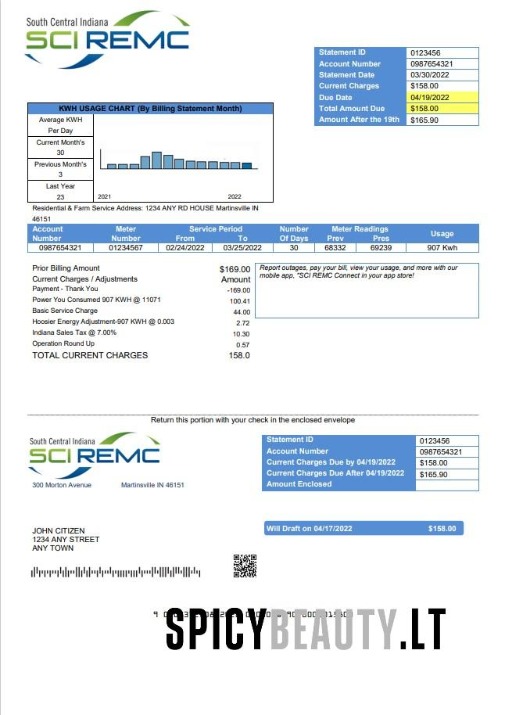 South Central Indiana
SCI REMC
Statement ID 0123456
Account Number 0987654321
Statement Date 03/30/2022
Current Charges $158.00
Due Date 04/19/2022
Total Amount Due $158.00
Amount After the 19th $165.90
KWH USAGE CHART (By Billing Statement Month)
Average KWH
Per Day
Current Month's
30
Previous Month's
3
Last Year
23
2021 2022
Residential & Farm Service Address: 1234 ANY RD HOUSE Martinsville IN
46151
Account Number Meter Number Service Period From To Number Of Days Meter Readings Prev Pres Usage
0987654321 01234567 02/24/2022 03/25/2022 30 68332 69239 907 Kwh
Prior Billing Amount $169.00
Current Charges / Adjustments Amount
Payment - Thank You -169.00
Power You Consumed 907 KWH @ 11071 100.41
Basic Service Charge 44.00
Hoosier Energy Adjustment-907 KWH @ 0.003 2.72
Indiana Sales Tax @ 7.00% 10.30
Operation Round Up 0.57
TOTAL CURRENT CHARGES 158.0
Report outages, pay your bill, view your usage, and more with our
mobile app, "SCI REMC Connect in your app store!
Return this portion with your check in the enclosed envelope
South Central Indiana
SCI REMC
300 Morton Avenue Martinsville IN 46151
Statement ID 0123456
Account Number 0987654321
Current Charges Due by 04/19/2022 $158.00
Current Charges Due After 04/19/2022 $165.90
Amount Enclosed
Will Draft on 04/17/2022 $158.00
JOHN CITIZEN
1234 ANY STREET
ANY TOWN
SPICYBEAUTY.LT